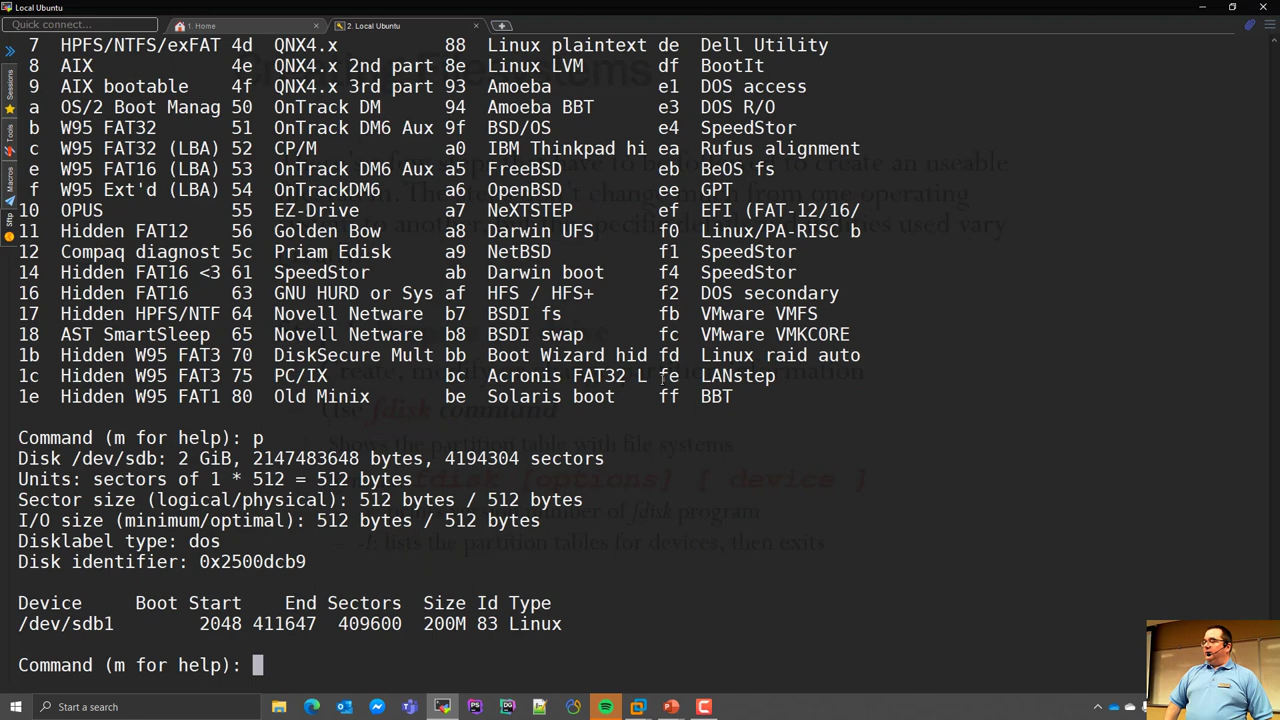 Local Ubuntu
Quick connect...
1. Home
2. Local Ubuntu
Sessions
Tools
Macros
Sftp
7 HPFS/NTFS/exFAT 4d QNX4.x 88 Linux plaintext de Dell Utility
8 AIX 4e QNX4.x 2nd part 8e Linux LVM df BootIt
9 AIX bootable 4f QNX4.x 3rd part 93 Amoeba e1 DOS access
a OS/2 Boot Manag 50 OnTrack DM 94 Amoeba BBT e3 DOS R/O
b W95 FAT32 51 OnTrack DM6 Aux 9f BSD/OS e4 SpeedStor
c W95 FAT32 (LBA) 52 CP/M a0 IBM Thinkpad hi ea Rufus alignment
e W95 FAT16 (LBA) 53 OnTrack DM6 Aux a5 FreeBSD eb BeOS fs
f W95 Ext'd (LBA) 54 OnTrackDM6 a6 OpenBSD ee GPT
10 OPUS 55 EZ-Drive a7 NeXTSTEP ef EFI (FAT-12/16/
11 Hidden FAT12 56 Golden Bow a8 Darwin UFS f0 Linux/PA-RISC b
12 Compaq diagnost 5c Priam Edisk a9 NetBSD f1 SpeedStor
14 Hidden FAT16 <3 61 SpeedStor ab Darwin boot f4 SpeedStor
16 Hidden FAT16 63 GNU HURD or Sys af HFS / HFS+ f2 DOS secondary
17 Hidden HPFS/NTF 64 Novell Netware b7 BSDI fs fb VMware VMFS
18 AST SmartSleep 65 Novell Netware b8 BSDI swap fc VMware VMKCORE
1b Hidden W95 FAT3 70 DiskSecure Mult bb Boot Wizard hid fd Linux raid auto
1c Hidden W95 FAT3 75 PC/IX bc Acronis FAT32 L fe LANstep
1e Hidden W95 FAT1 80 Old Minix be Solaris boot ff BBT
Command (m for help): p
Disk /dev/sdb: 2 GiB, 2147483648 bytes, 4194304 sectors
Units: sectors of 1 * 512 = 512 bytes
Sector size (logical/physical): 512 bytes / 512 bytes
I/O size (minimum/optimal): 512 bytes / 512 bytes
Disklabel type: dos
Disk identifier: 0x2500dcb9
Device Boot Start End Sectors Size Id Type
/dev/sdb1 2048 411647 409600 200M 83 Linux
Command (m for help):
Start a search